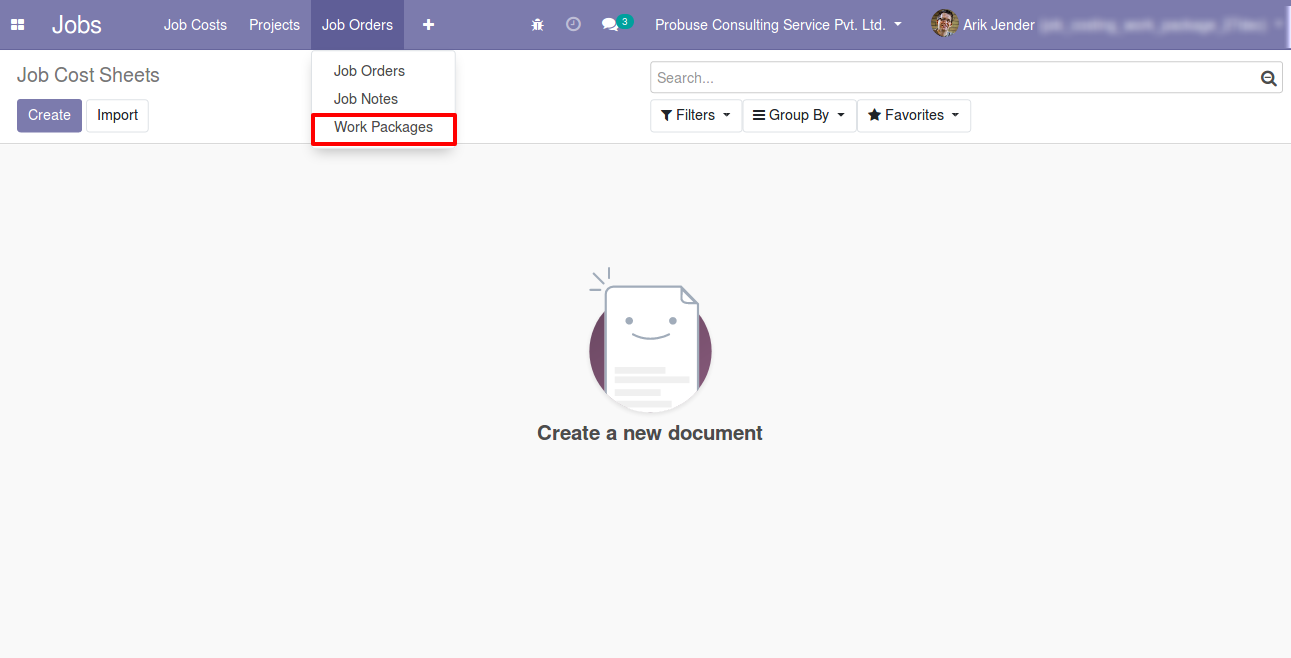 Jobs Job Costs Projects Job Orders 3 Probuse Consulting Service Pvt. Ltd. Arik Jender
Job Cost Sheets
Search...
Create Import
Filters Group By Favorites
Job Orders
Job Notes
Work Packages
Create a new document